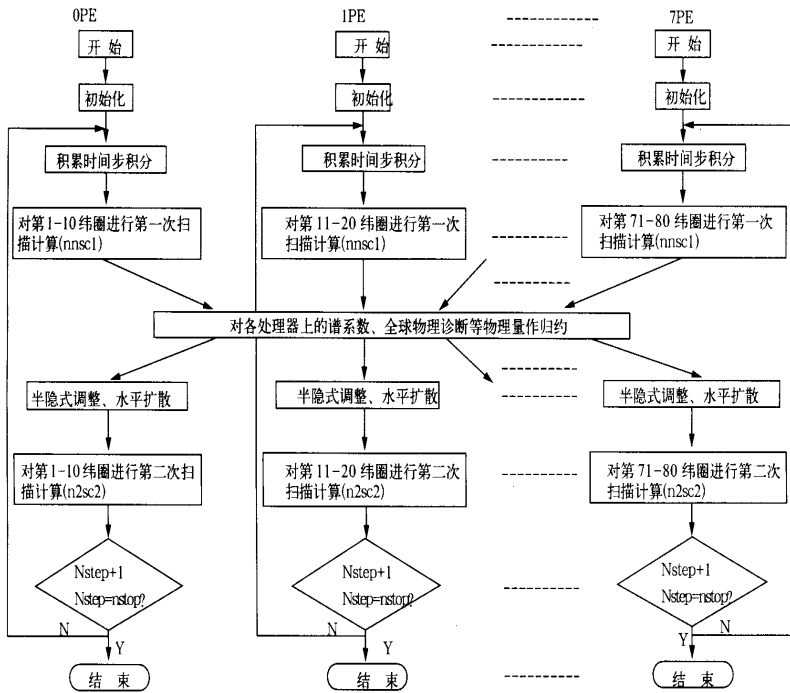 0PE
1PE
7PE
开 始
开 始
开 始
初始化
初始化
初始化
积累时间步积分
积累时间步积分
积累时间步积分
对第1-10纬圈进行第一次扫
描计算(nnsc1)
对第11-20纬圈进行第一次
扫描计算(nnsc1)
对第71-80纬圈进行第一次
扫描计算(nnsc1)
对各处理器上的谱系数、全球物理诊断等物理量作归约
半隐式调整、水平扩散
半隐式调整、水平扩散
半隐式调整、水平扩散
对第1-10纬圈进行第二次扫
描计算(n2sc2)
对第11-20纬圈进行第二次
扫描计算(n2sc2)
对第71-80纬圈进行第二次
扫描计算(n2sc2)
Nstep+1
Nstep=nstop?
Nstep+1
Nstep=nstop?
Nstep+1
Nstep=nstop?
N
Y
N
Y
N
Y
结 束
结 束
结 束